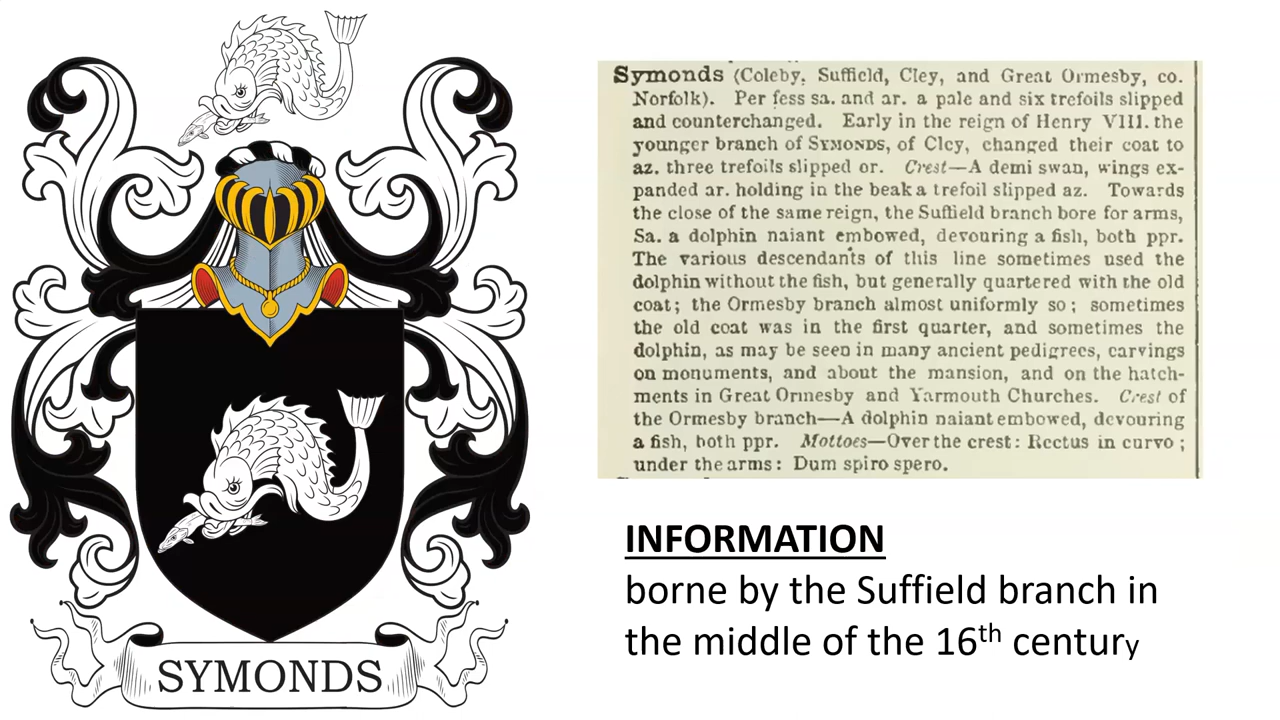 SYMONDS
Symonds (Coleby, Suffield, Cley, and Great Ormesby, co.
Norfolk). Per fess sa. and ar. a pale and six trefoils slipped
and counterchanged. Early in the reign of Henry VIII. the
younger branch of SYMONDS, of Cley, changed their coat to
az. three trefoils slipped or. Crest—A demi swan, wings ex-
panded ar. holding in the beak a trefoil slipped az. Towards
the close of the same reign, the Suffield branch bore for arms,
Sa. a dolphin naiant embowed, devouring a fish, both ppr.
The various descendants of this line sometimes used the
dolphin without the fish, but generally quartered with the old
coat; the Ormesby branch almost uniformly so; sometimes
the old coat was in the first quarter, and sometimes the
dolphin, as may be seen in many ancient pedigrees, carvings
on monuments, and about the mansion, and on the hatch-
ments in Great Ormesby and Yarmouth Churches. Crest of
the Ormesby branch—A dolphin naiant embowed, devouring
a fish, both ppr. Mottoes—Over the crest: Rectus in curvo;
under the arms: Dum spiro spero.
INFORMATION
borne by the Suffield branch in
the middle of the 16th century